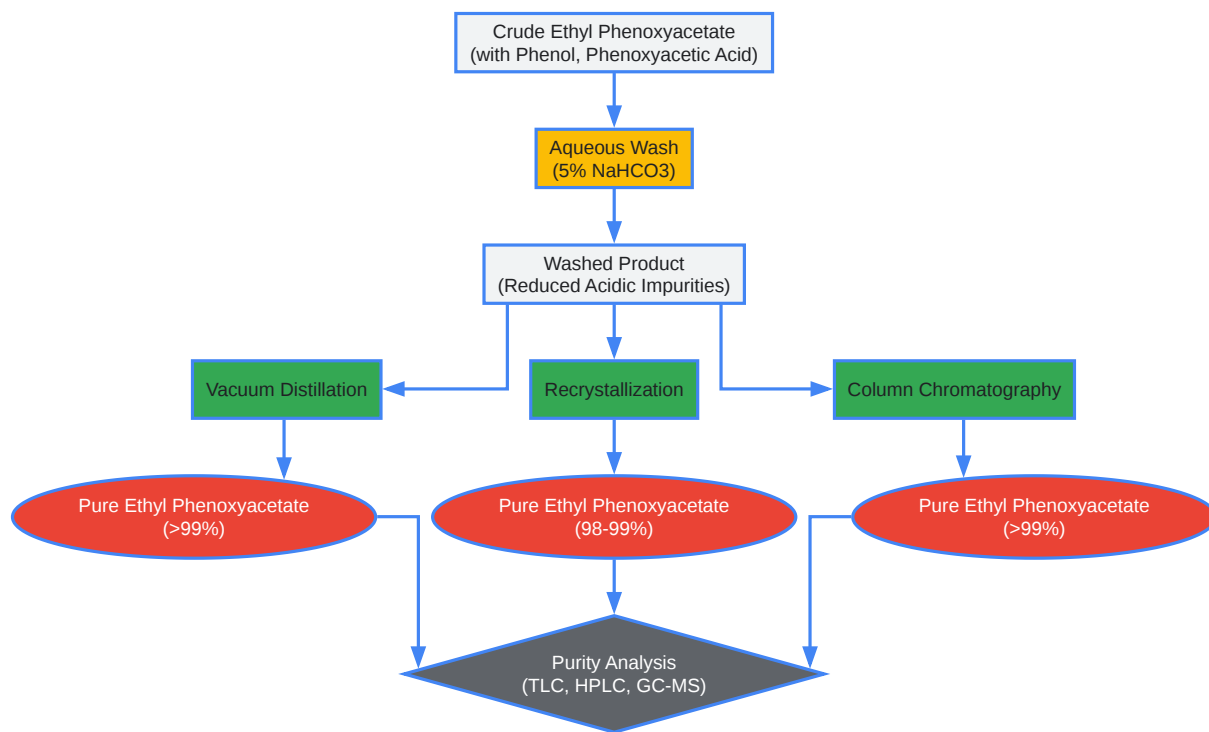 Crude Ethyl Phenoxyacetate
(with Phenol, Phenoxyacetic Acid)
Aqueous Wash
(5% NaHCO3)
Washed Product
(Reduced Acidic Impurities)
Vacuum Distillation
Recrystallization
Column Chromatography
Pure Ethyl Phenoxyacetate
(>99%)
Pure Ethyl Phenoxyacetate
(98-99%)
Pure Ethyl Phenoxyacetate
(>99%)
Purity Analysis
(TLC, HPLC, GC-MS)